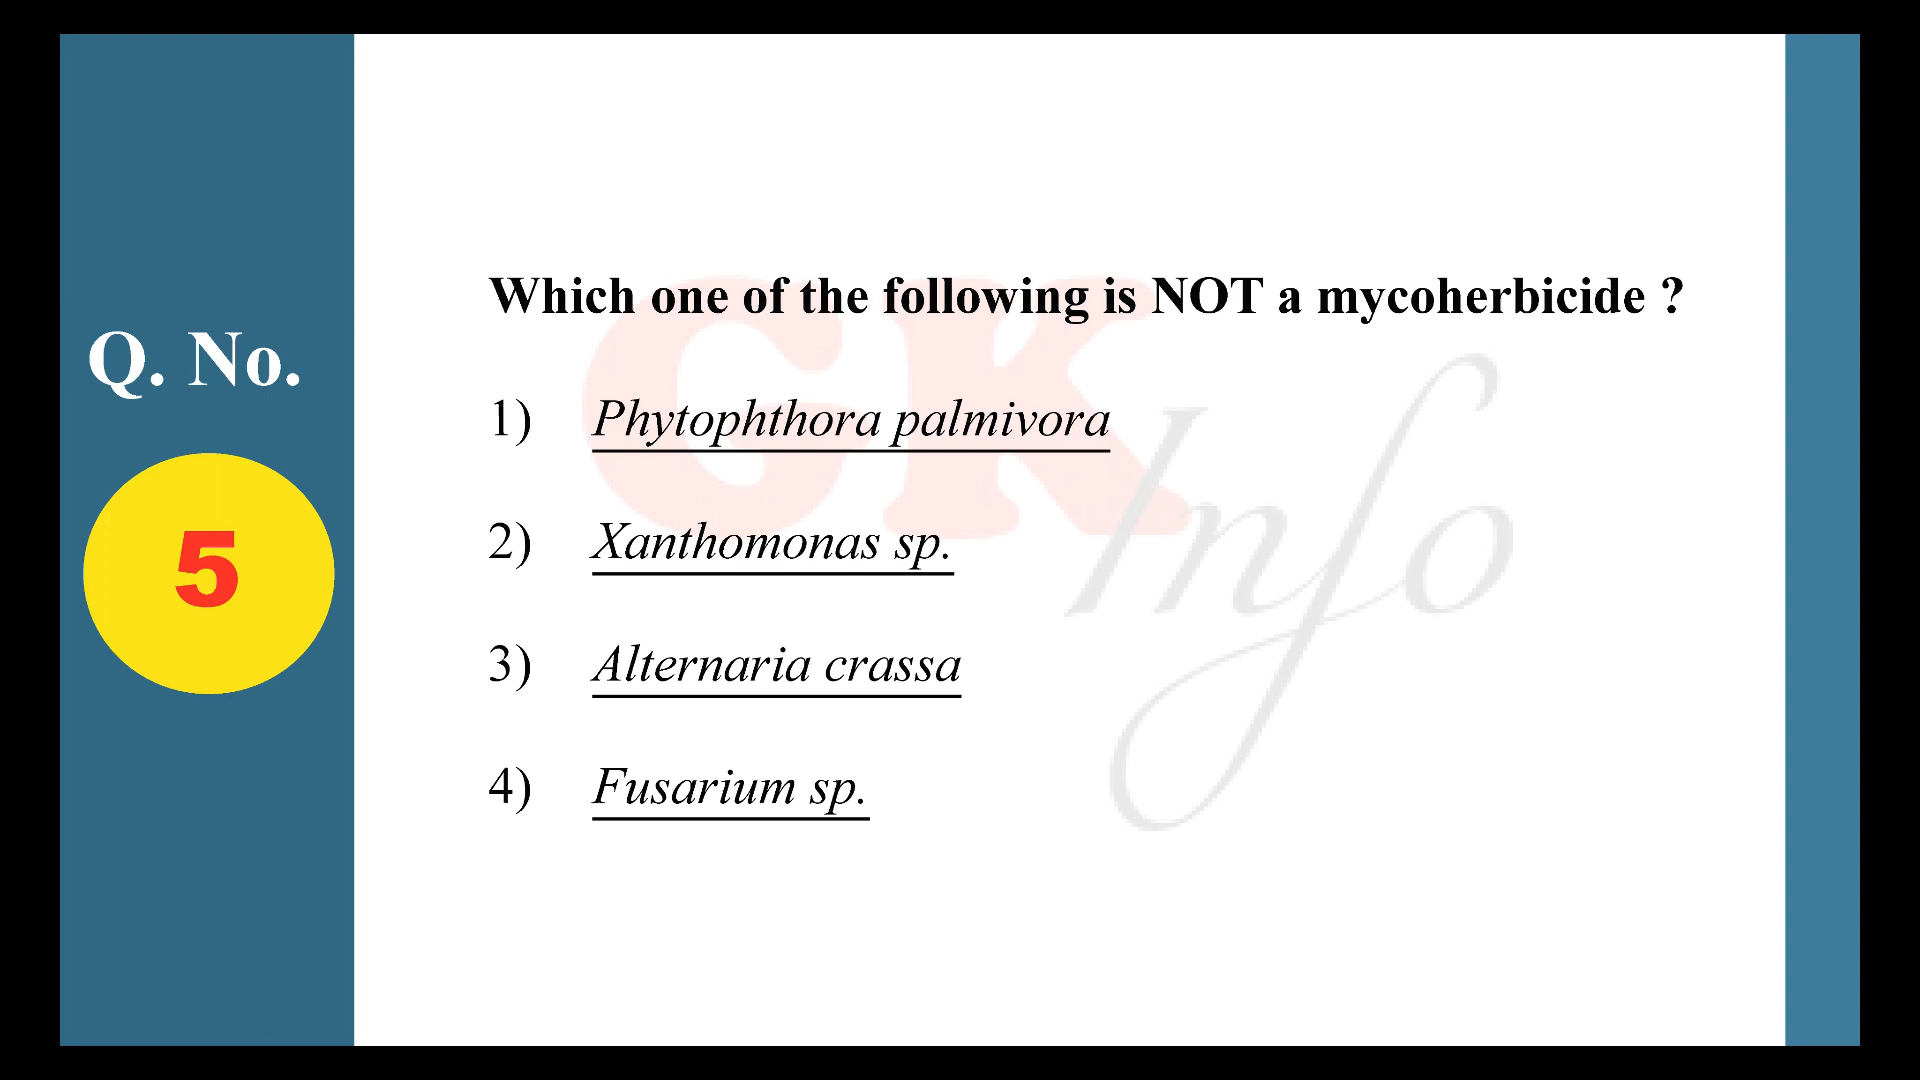 Q. No.
5
Which one of the following is NOT a mycoherbicide ?
1) Phytophthora palmivora
2) Xanthomonas sp.
3) Alternaria crassa
4) Fusarium sp.
GK
Info